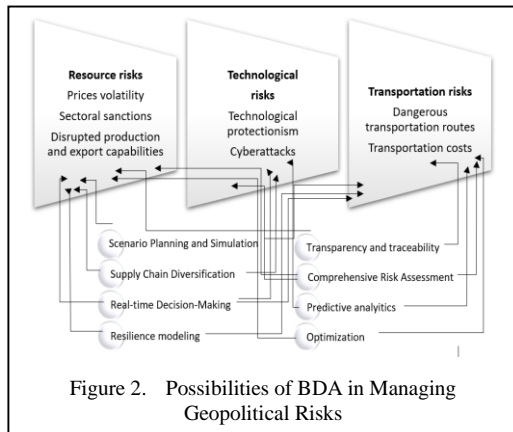 Resource risks
Prices volatility
Sectoral sanctions
Disrupted production
and export capabilities
Technological
risks
Technological
protectionism
Cyberattacks
Transportation risks
Dangerous
transportation routes
Transportation costs
Scenario Planning and Simulation
Supply Chain Diversification
Real-time Decision-Making
Resilience modeling
Transparency and traceability
Comprehensive Risk Assessment
Predictive analyitics
Optimization
Figure 2. Possibilities of BDA in Managing
Geopolitical Risks